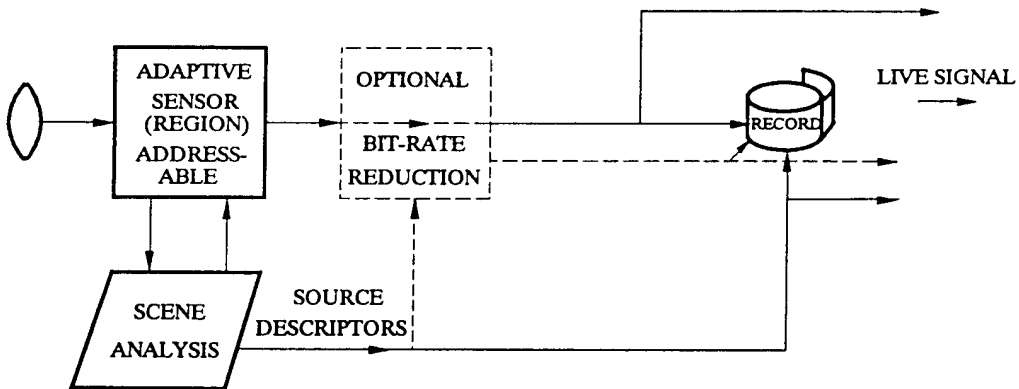 ADAPTIVE
SENSOR
(REGION)
ADDRESS-
ABLE
OPTIONAL
BIT-RATE
REDUCTION
RECORD
LIVE SIGNAL
SCENE
ANALYSIS
SOURCE
DESCRIPTORS